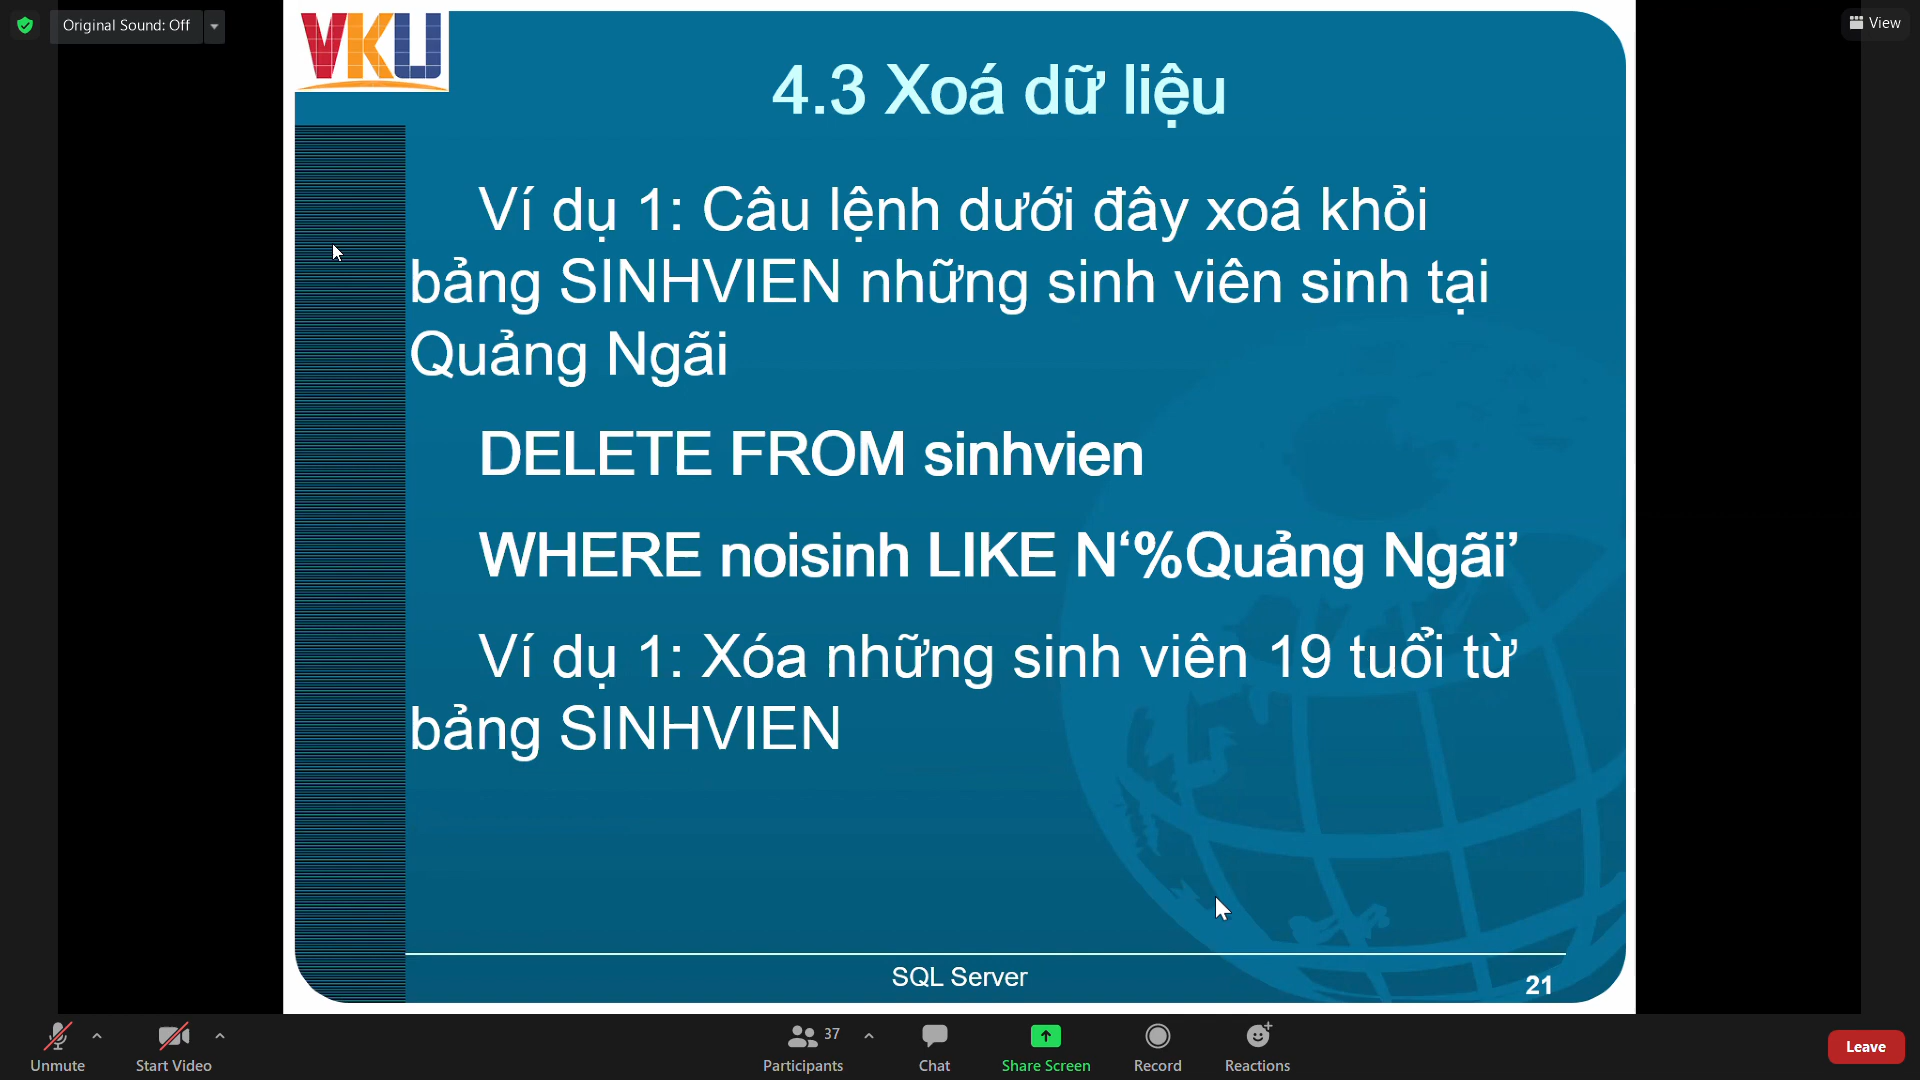 Original Sound: Off
View
VKU
4.3 Xoá dữ liệu
Ví dụ 1: Câu lệnh dưới đây xoá khỏi
bảng SINHVIEN những sinh viên sinh tại
Quảng Ngãi
DELETE FROM sinhvien
WHERE noisinh LIKE N‘%Quảng Ngãi’
Ví dụ 1: Xóa những sinh viên 19 tuổi từ
bảng SINHVIEN
SQL Server
21
Unmute
Start Video
37
Participants
Chat
Share Screen
Record
Reactions
Leave